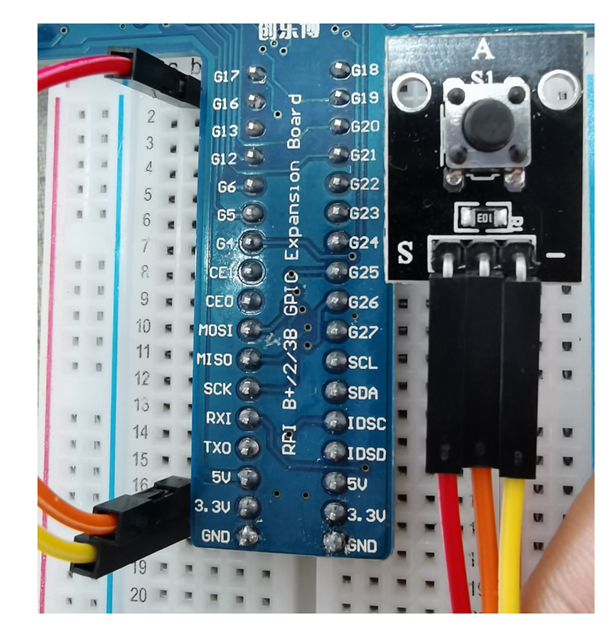 创乐博
G17
G16
G13
G12
G6
G5
G4
CE1
CE0
MOSI
MISO
SCK
RXI
TXO
5V
3.3V
GND
RPI B+/2/3B GPIO Expansion Board
G18
G19
G20
G21
G22
G23
G24
G25
G26
G27
SCL
SDA
IDSC
IDSD
5V
3.3V
GND
A
S1
E01
S
-
b
2
3
4
5
6
7
8
9
10
11
12
13
14
15
16
19
20